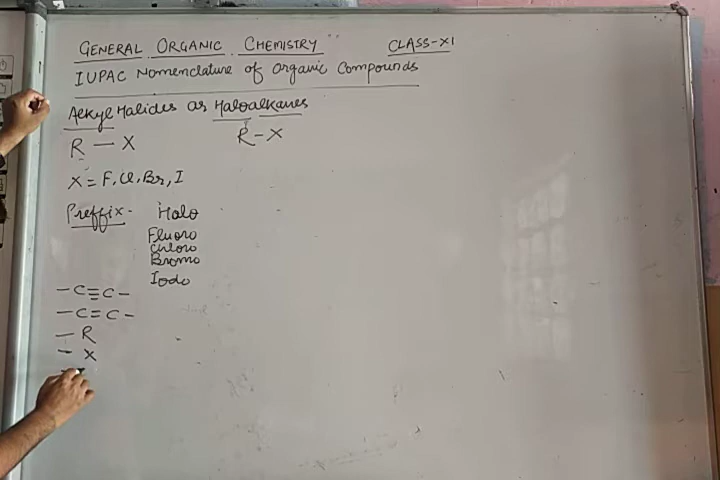 GENERAL ORGANIC CHEMISTRY CLASS-XI
IUPAC Nomenclature of Organic Compounds
Alkyl Halides as Haloalkanes
R — X R-X
X = F, Cl, Br, I
Preffix - Halo
Fluoro
Chloro
Bromo
Iodo
-C≡C-
-C=C-
- R
- X